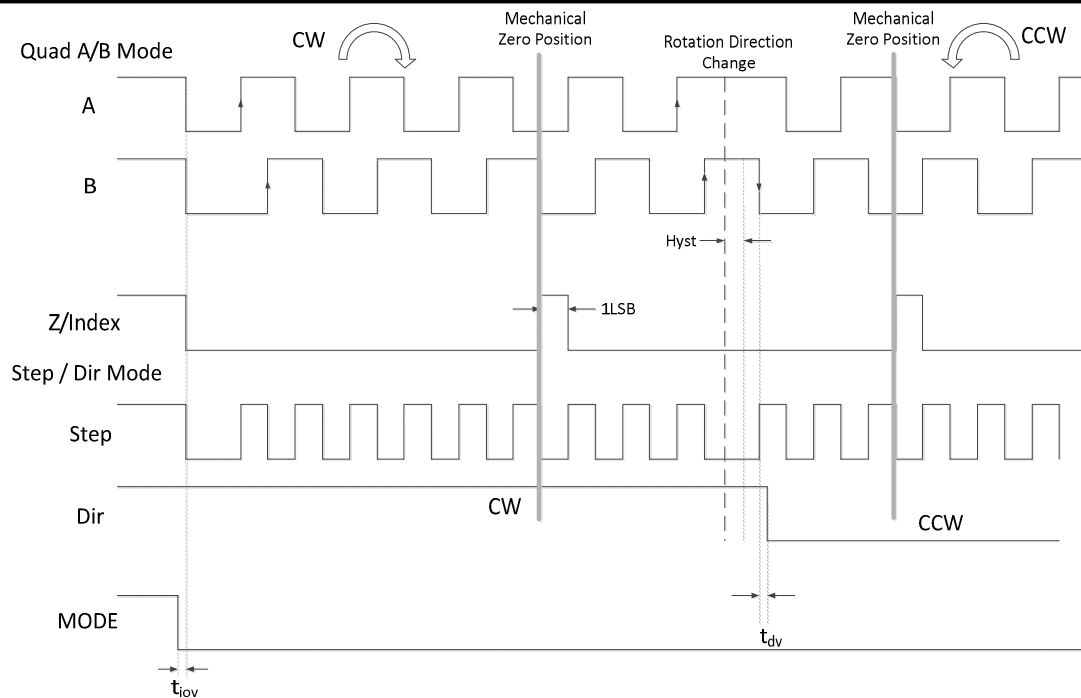 Mechanical
Zero Position
Mechanical
Zero Position
CW
Rotation Direction
Change
CCW
Quad A/B Mode
A
B
Hyst
Z/Index
1LSB
Step / Dir Mode
Step
Dir
CW
CCW
MODE
tdv
tiov